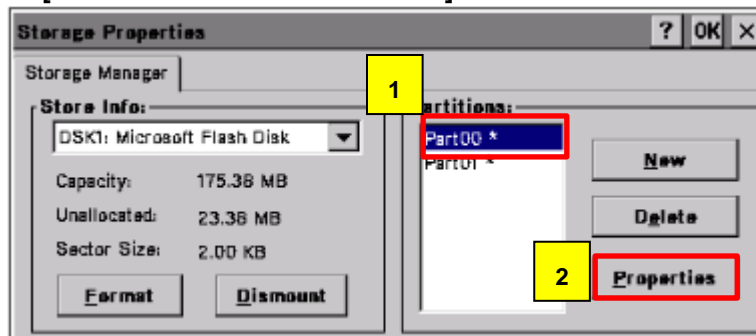 Storage Properties ? OK ×
Storage Manager
1
Store Info:
DSK1: Microsoft Flash Disk
Capacity: 175.38 MB
Unallocated: 23.38 MB
Sector Size: 2.00 KB
Format Dismount
artitions:
Part00 *
Part01 *
New
Delete
2
Properties